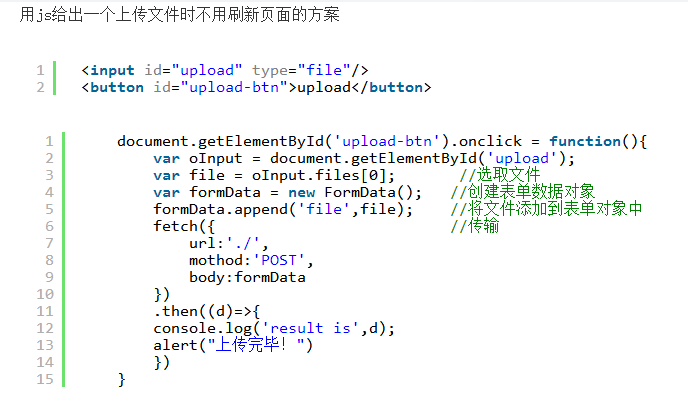 用js给出一个上传文件时不用刷新页面的方案
1 <input id="upload" type="file"/>
2 <button id="upload-btn">upload</button>
1 document.getElementById('upload-btn').onclick = function(){
2 var oInput = document.getElementById('upload');
3 var file = oInput.files[0]; //选取文件
4 var formData = new FormData(); //创建表单数据对象
5 formData.append('file',file); //将文件添加到表单对象中
6 fetch({ //传输
7 url:'./',
8 mothod:'POST',
9 body:formData
10 })
11 .then((d)=>{
12 console.log('result is',d);
13 alert("上传完毕！")
14 })
15 }